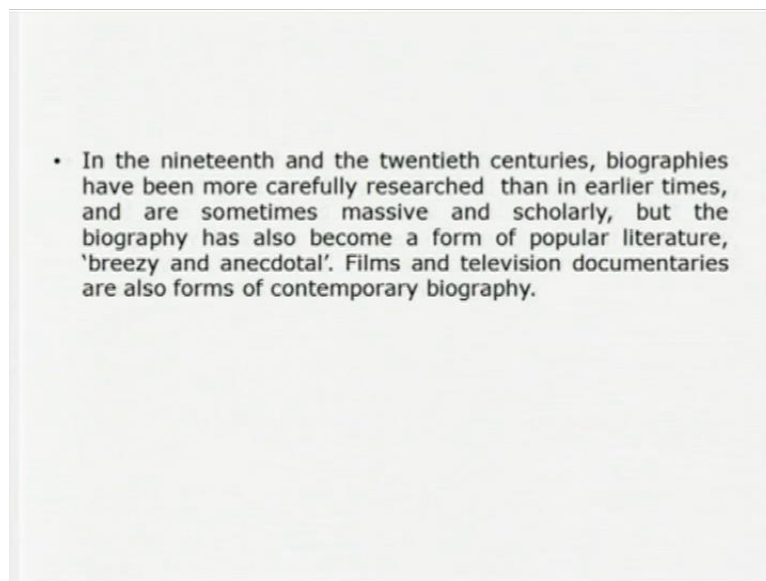 • In the nineteenth and the twentieth centuries, biographies
have been more carefully researched than in earlier times,
and are sometimes massive and scholarly, but the
biography has also become a form of popular literature,
‘breezy and anecdotal’. Films and television documentaries
are also forms of contemporary biography.